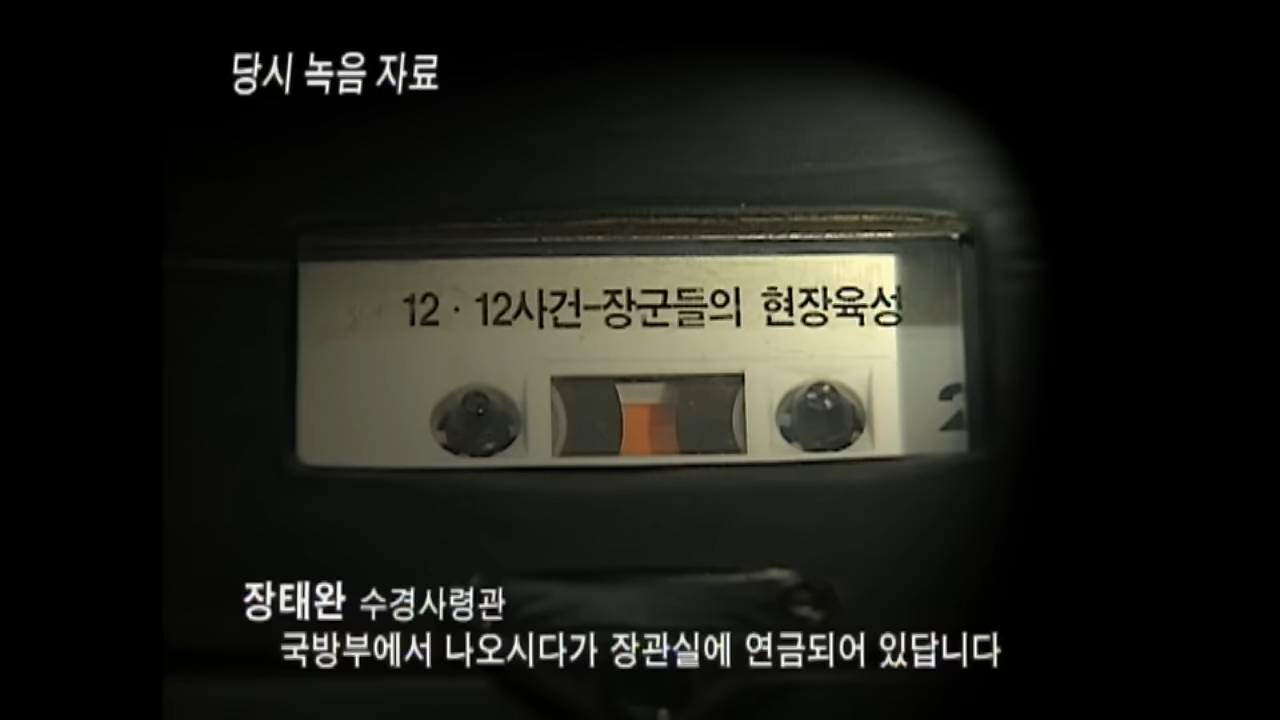 당시 녹음 자료
12·12사건-장군들의 현장육성
2
장태완 수경사령관
국방부에서 나오시다가 장관실에 연금되어 있답니다